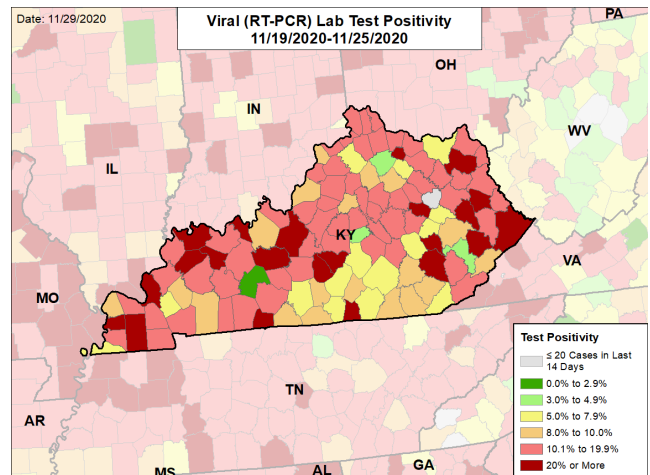 Date: 11/29/2020
Viral (RT-PCR) Lab Test Positivity
11/19/2020-11/25/2020
PA
OH
IN
WV
IL
KY
VA
MO
TN
AR
MS
AL
GA
Test Positivity
≤ 20 Cases in Last
14 Days
0.0% to 2.9%
3.0% to 4.9%
5.0% to 7.9%
8.0% to 10.0%
10.1% to 19.9%
20% or More